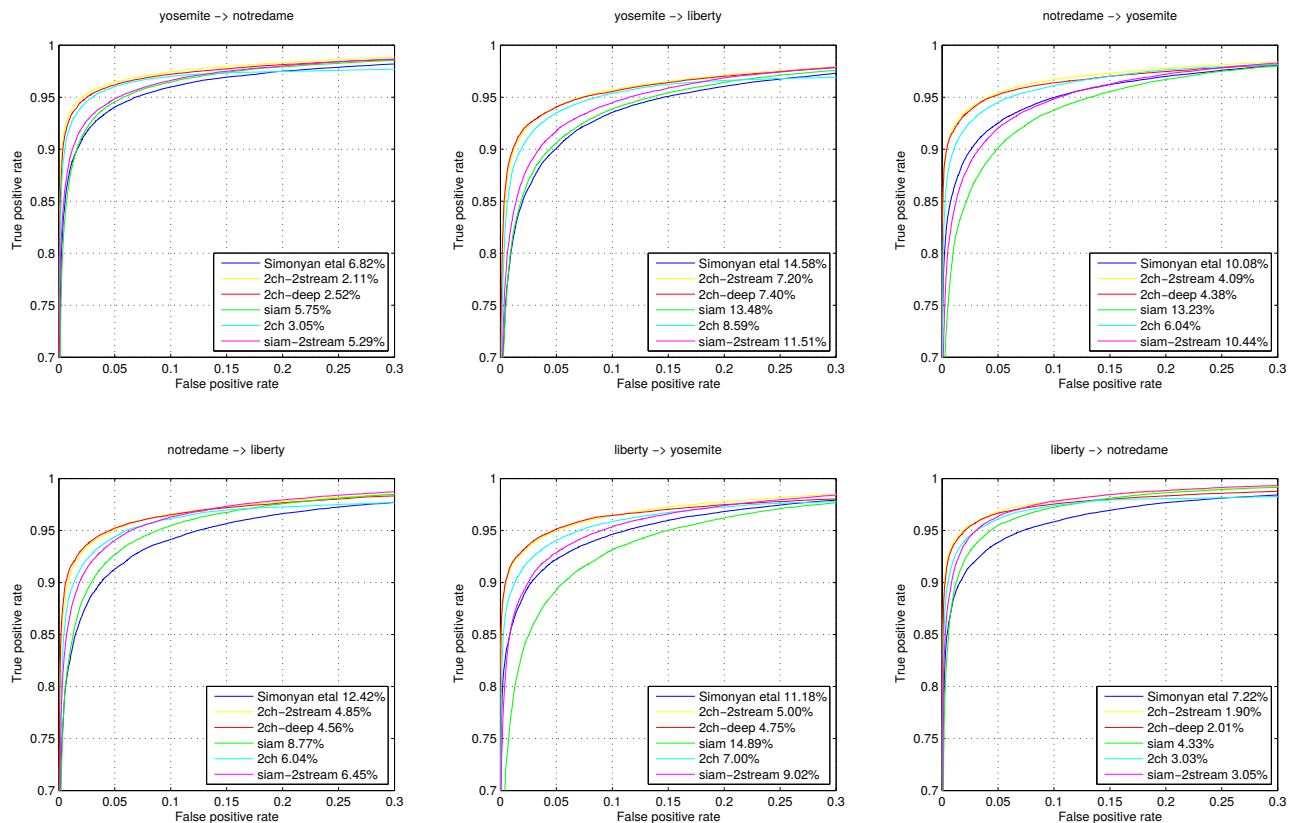 yosemite −> notredame
1
0.95
0.9
0.85
0.8
0.75
0.7
True positive rate
Simonyan etal 6.82%
2ch−2stream 2.11%
2ch−deep 2.52%
siam 5.75%
2ch 3.05%
siam−2stream 5.29%
0 0.05 0.1 0.15 0.2 0.25 0.3
False positive rate
yosemite −> liberty
1
0.95
0.9
0.85
0.8
0.75
0.7
True positive rate
Simonyan etal 14.58%
2ch−2stream 7.20%
2ch−deep 7.40%
siam 13.48%
2ch 8.59%
siam−2stream 11.51%
0 0.05 0.1 0.15 0.2 0.25 0.3
False positive rate
notredame −> yosemite
1
0.95
0.9
0.85
0.8
0.75
0.7
True positive rate
Simonyan etal 10.08%
2ch−2stream 4.09%
2ch−deep 4.38%
siam 13.23%
2ch 6.04%
siam−2stream 10.44%
0 0.05 0.1 0.15 0.2 0.25 0.3
False positive rate
notredame −> liberty
1
0.95
0.9
0.85
0.8
0.75
0.7
True positive rate
Simonyan etal 12.42%
2ch−2stream 4.85%
2ch−deep 4.56%
siam 8.77%
2ch 6.04%
siam−2stream 6.45%
0 0.05 0.1 0.15 0.2 0.25 0.3
False positive rate
liberty −> yosemite
1
0.95
0.9
0.85
0.8
0.75
0.7
True positive rate
Simonyan etal 11.18%
2ch−2stream 5.00%
2ch−deep 4.75%
siam 14.89%
2ch 7.00%
siam−2stream 9.02%
0 0.05 0.1 0.15 0.2 0.25 0.3
False positive rate
liberty −> notredame
1
0.95
0.9
0.85
0.8
0.75
0.7
True positive rate
Simonyan etal 7.22%
2ch−2stream 1.90%
2ch−deep 2.01%
siam 4.33%
2ch 3.03%
siam−2stream 3.05%
0 0.05 0.1 0.15 0.2 0.25 0.3
False positive rate